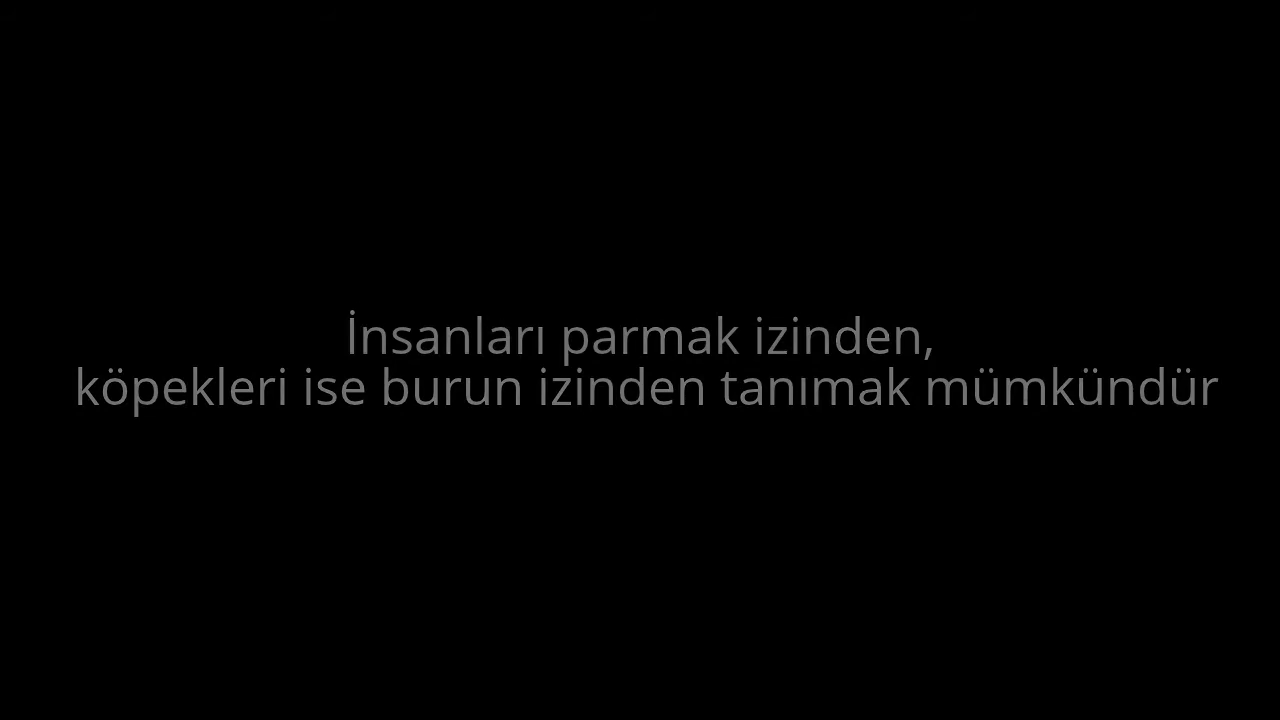 İnsanları parmak izinden,
köpekleri ise burun izinden tanımak mümkündür